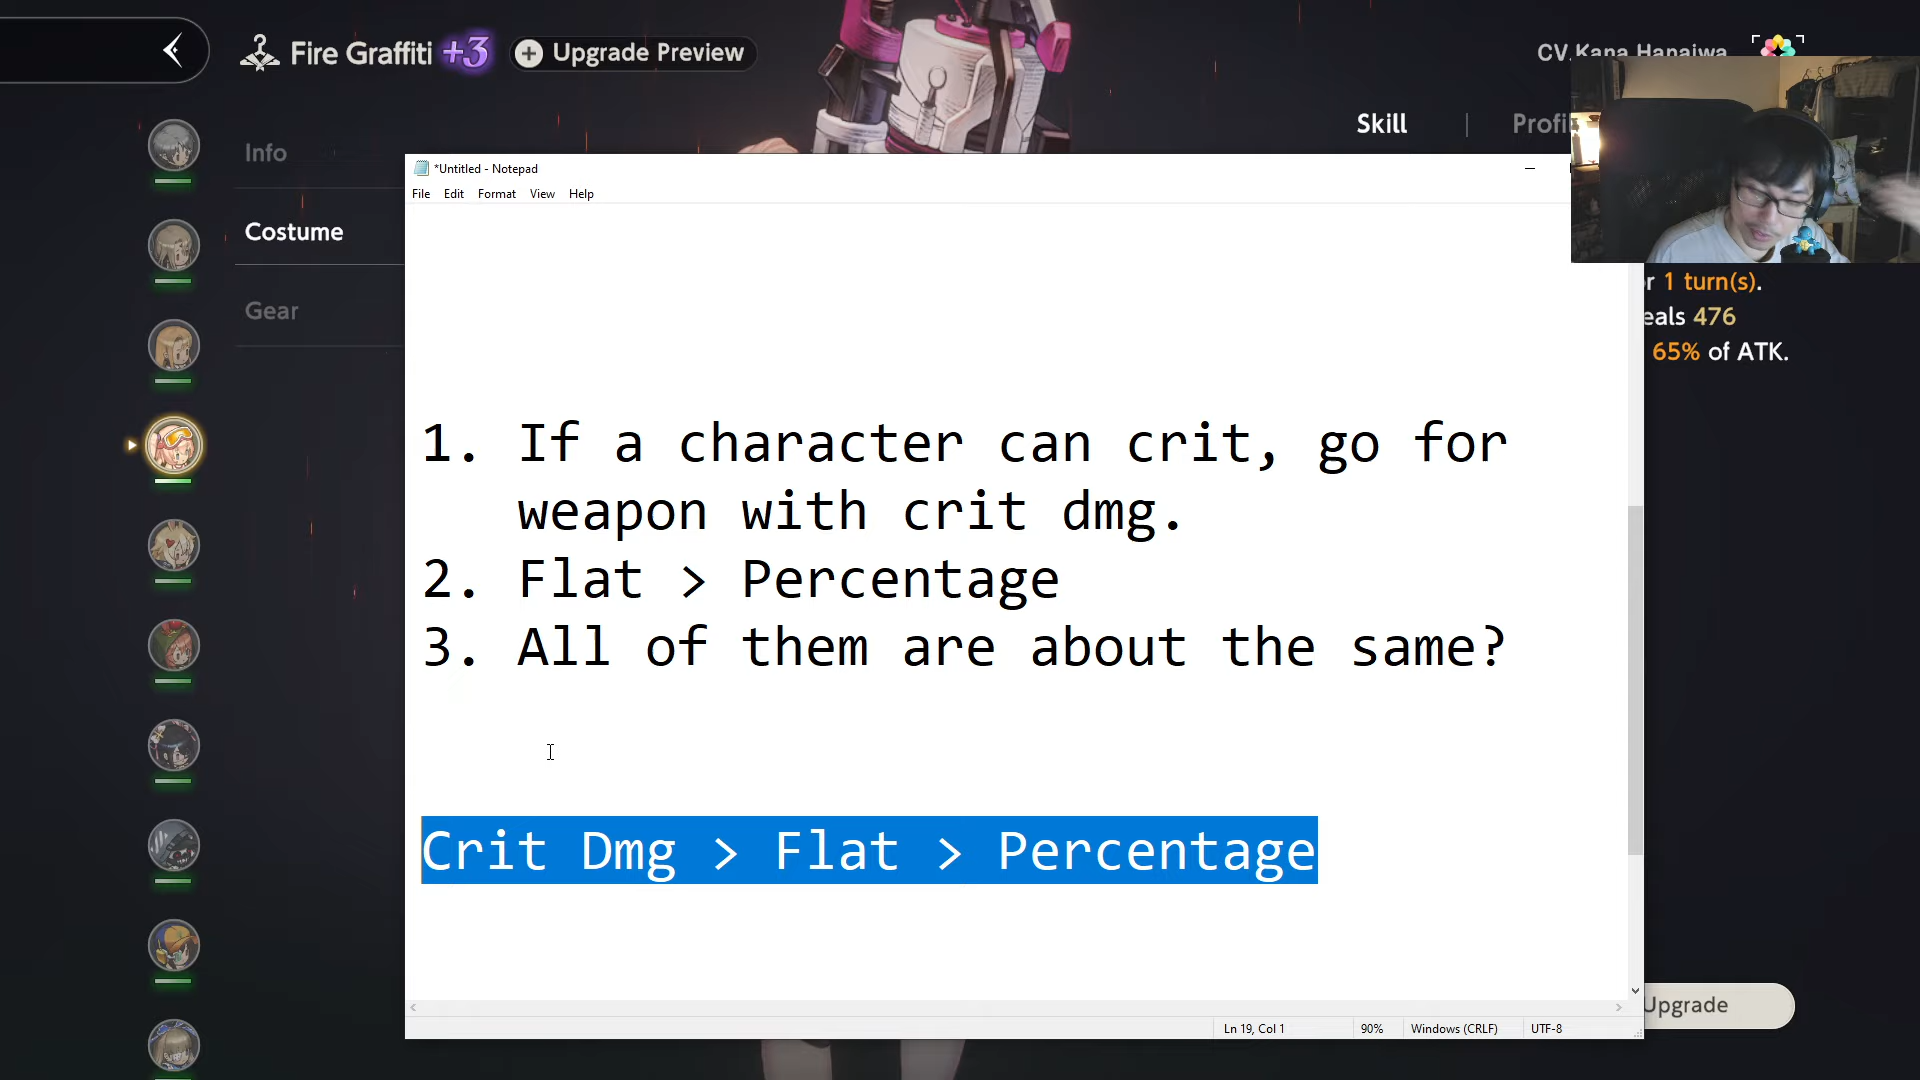 Fire Graffiti +3
Upgrade Preview
CV.Kana Hanaiwa
Info
Costume
Gear
Skill
Profi
*Untitled - Notepad
File Edit Format View Help
r 1 turn(s).
eals 476
65% of ATK.
1. If a character can crit, go for
weapon with crit dmg.
2. Flat > Percentage
3. All of them are about the same?
Crit Dmg > Flat > Percentage
Upgrade
Ln 19, Col 1 90% Windows (CRLF) UTF-8